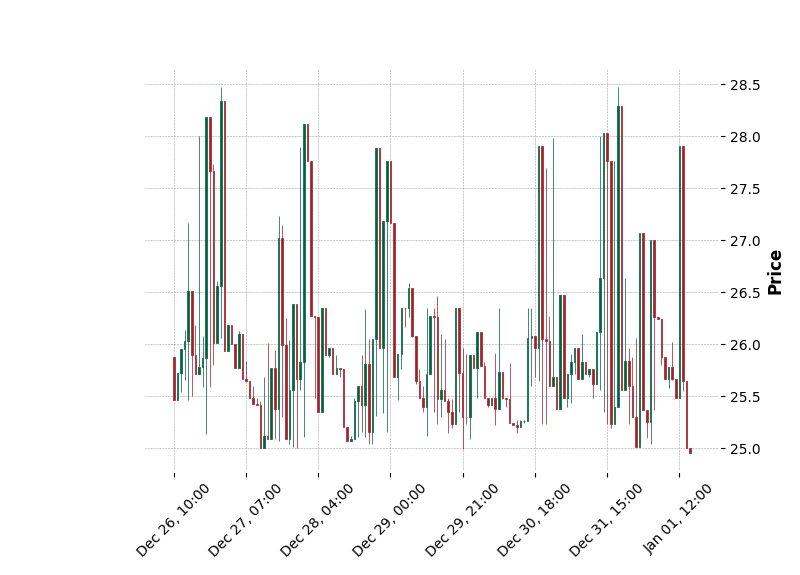 28.5
28.0
27.5
27.0
26.5
26.0
25.5
25.0
Price
Dec 26, 10:00
Dec 27, 07:00
Dec 28, 04:00
Dec 29, 00:00
Dec 29, 21:00
Dec 30, 18:00
Dec 31, 15:00
Jan 01, 12:00